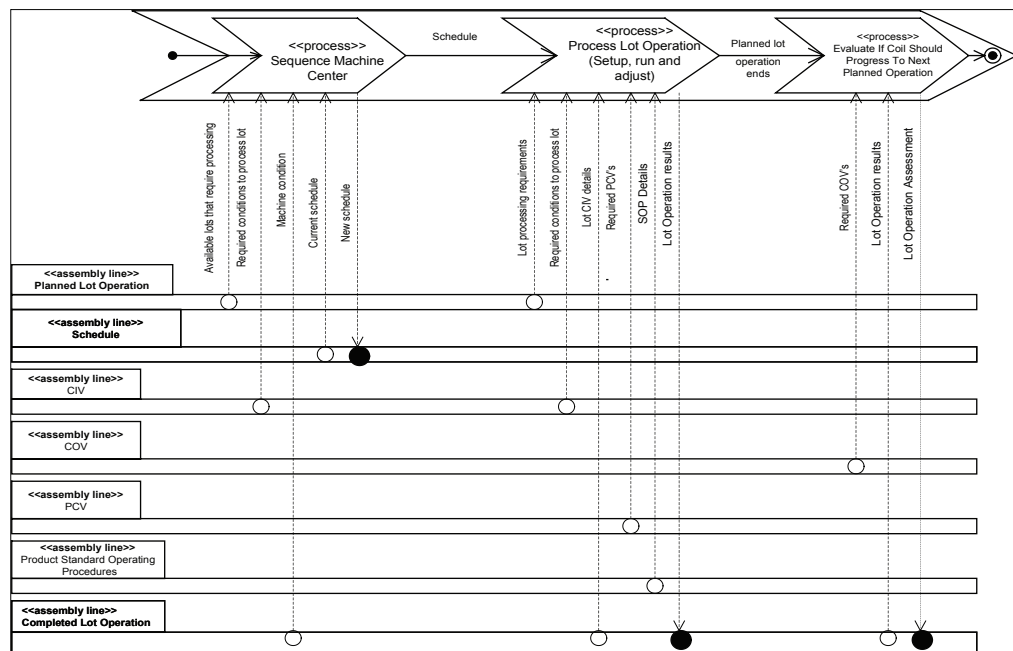 <<process>>
Sequence Machine
Center
Schedule
<<process>>
Process Lot Operation
(Setup, run and
adjust)
Planned lot
operation
ends
<<process>>
Evaluate If Coil Should
Progress To Next
Planned Operation
Available lots that require processing
Required conditions to process lot
Machine condition
Current schedule
New schedule
Lot processing requirements
Required conditions to process lot
Lot CIV details
Required PCV's
SOP Details
Lot Operation results
Required COV's
Lot Operation results
Lot Operation Assessment
<<assembly line>>
Planned Lot Operation
<<assembly line>>
Schedule
<<assembly line>>
CIV
<<assembly line>>
COV
<<assembly line>>
PCV
<<assembly line>>
Product Standard Operating
Procedures
<<assembly line>>
Completed Lot Operation